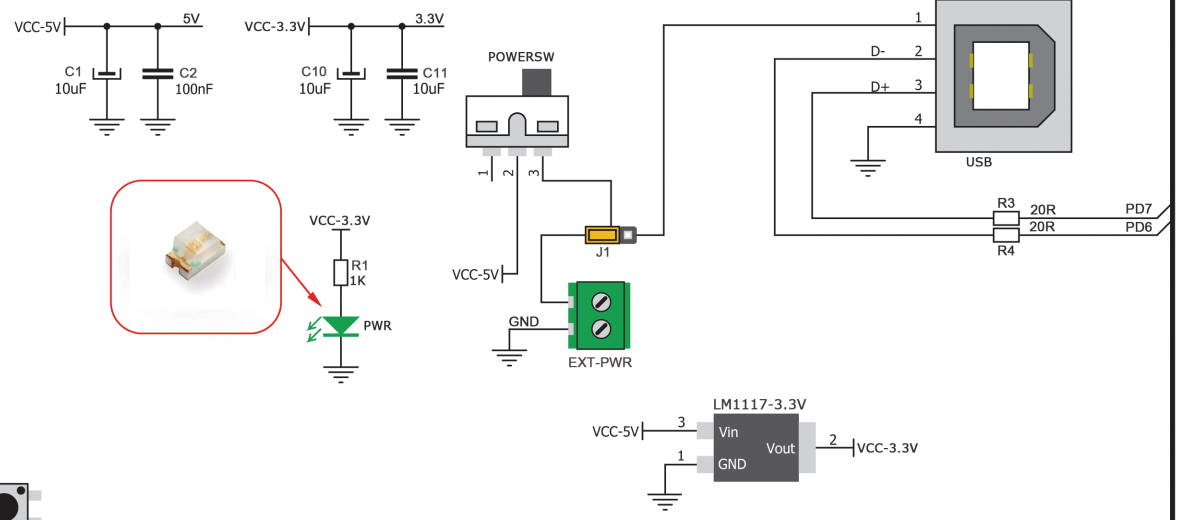 VCC-5V 5V
C1 10uF
C2 100nF
VCC-3.3V 3.3V
C10 10uF
C11 10uF
POWERSW
1 2 3
VCC-5V
J1
GND
EXT-PWR
1
D- 2
D+ 3
4
USB
R3 20R PD7
R4 20R PD6
VCC-3.3V
R1
1K
PWR
LM1117-3.3V
VCC-5V 3 Vin
Vout 2 VCC-3.3V
1 GND